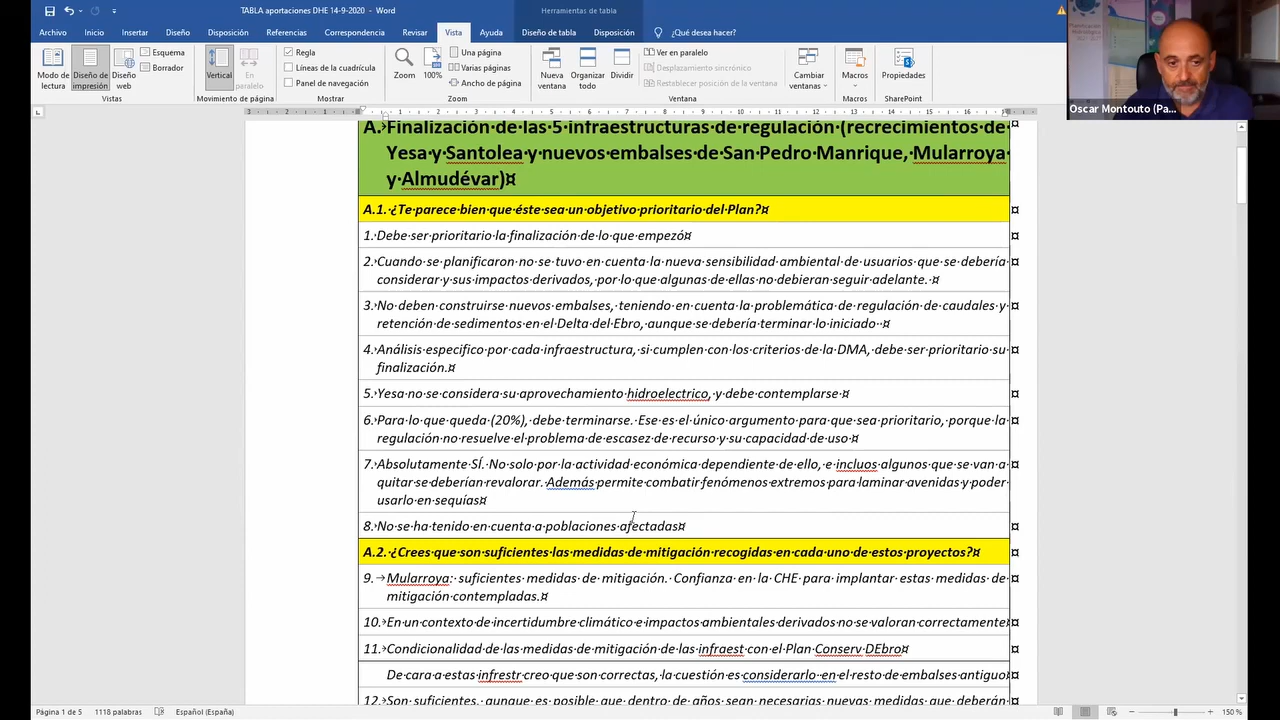 TABLA aportaciones DHE 14-9-2020 - Word
Herramientas de tabla
Archivo Inicio Insertar Diseño Disposición Referencias Correspondencia Revisar Vista Ayuda Diseño de tabla Disposición ¿Qué desea hacer?
Modo de lectura
Diseño de impresión
Diseño web
Esquema
Borrador
Vistas
Vertical
En paralelo
Movimiento de página
Regla
Líneas de la cuadrícula
Panel de navegación
Mostrar
Zoom
100%
Una página
Varias páginas
Ancho de página
Zoom
Nueva ventana
Organizar todo
Dividir
Ver en paralelo
Desplazamiento sincrónico
Restablecer posición de la ventana
Cambiar ventanas
Ventana
Macros
Macros
Propiedades
SharePoint
Oscar Montouto (Pa...
A. Finalización de las 5 infraestructuras de regulación (recrecimientos de
Yesa y Santolea y nuevos embalses de San Pedro Manrique, Mularroya
y Almudévar)¤
A.1. ¿Te parece bien que éste sea un objetivo prioritario del Plan?¤
1. Debe ser prioritario la finalización de lo que empezó¤
2. Cuando se planificaron no se tuvo en cuenta la nueva sensibilidad ambiental de usuarios que se debería
considerar y sus impactos derivados, por lo que algunas de ellas no debieran seguir adelante. ¤
3. No deben construirse nuevos embalses, teniendo en cuenta la problemática de regulación de caudales y
retención de sedimentos en el Delta del Ebro, aunque se debería terminar lo iniciado ¤
4. Análisis especifico por cada infraestructura, si cumplen con los criterios de la DMA, debe ser prioritario su
finalización.¤
5. Yesa no se considera su aprovechamiento hidroelectrico, y debe contemplarse ¤
6. Para lo que queda (20%), debe terminarse. Ese es el único argumento para que sea prioritario, porque la
regulación no resuelve el problema de escasez de recurso y su capacidad de uso¤
7. Absolutamente SÍ. No solo por la actividad económica dependiente de ello, e incluos algunos que se van a
quitar se deberían revalorar. Además permite combatir fenómenos extremos para laminar avenidas y poder
usarlo en sequías¤
8. No se ha tenido en cuenta a poblaciones afectadas¤
A.2. ¿Crees que son suficientes las medidas de mitigación recogidas en cada uno de estos proyectos?¤
9. → Mularroya: suficientes medidas de mitigación. Confianza en la CHE para implantar estas medidas de
mitigación contempladas.¤
10. En un contexto de incertidumbre climático e impactos ambientales derivados no se valoran correctamente
11. Condicionalidad de las medidas de mitigación de las infraest con el Plan Conserv DEbro¤
De cara a estas infrestr creo que son correctas, la cuestión es considerarlo en el resto de embalses antiguo
12. Son suficientes, aunque es posible que dentro de años sean necesarias nuevas medidas que deberán
Página 1 de 5 1118 palabras Español (España) 150 %